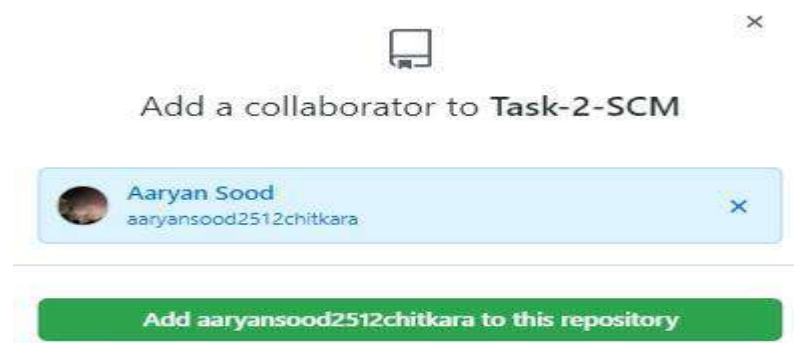 Add a collaborator to Task-2-SCM
Aaryan Sood
aaryansood2512chitkara
Add aaryansood2512chitkara to this repository